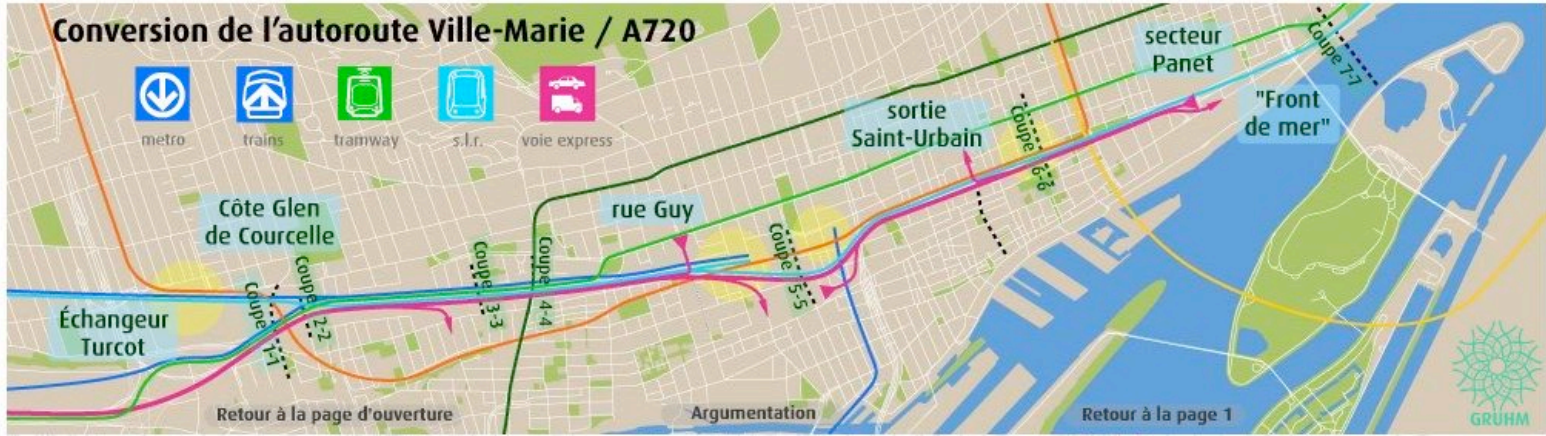 Conversion de l'autoroute Ville-Marie / A720
metro
trains
tramway
s.l.r.
voie express
secteur
Panet
Coupe 7-7
"Front
de mer"
sortie
Saint-Urbain
Coupe 6-6
Côte Glen
de Courcelle
rue Guy
Coupe 1-1
Coupe 2-2
Coupe 3-3
Coupe 4-4
Coupe 5-5
Échangeur
Turcot
Retour à la page d'ouverture
Argumentation
Retour à la page 1
GRUHM